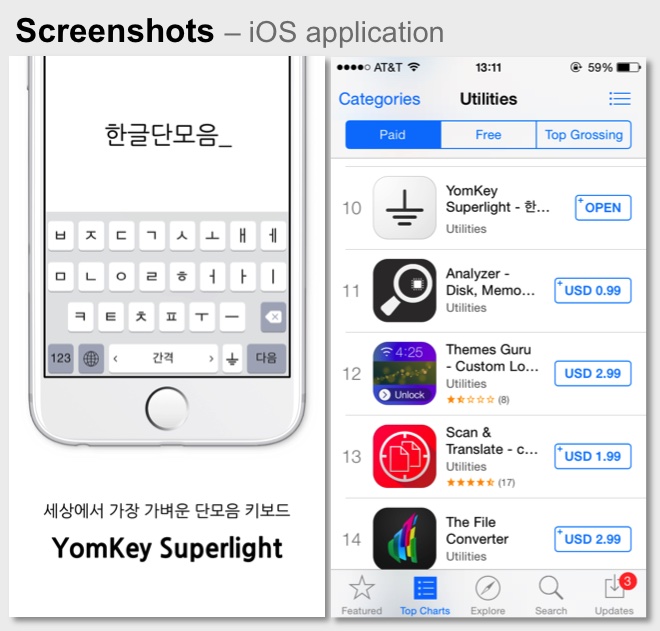 Screenshots – iOS application
한글단모음_
ㅂ ㅈ ㄷ ㄱ ㅅ ㅗ ㅐ ㅔ
ㅁ ㄴ ㅇ ㄹ ㅎ ㅓ ㅏ ㅣ
ㅋ ㅌ ㅊ ㅍ ㅜ ㅡ
123 ‹ 간격 › 다음
세상에서 가장 가벼운 단모음 키보드
YomKey Superlight
AT&T 13:11 59%
Categories Utilities
Paid Free Top Grossing
10 YomKey
Superlight - 한... + OPEN
Utilities
11 Analyzer -
Disk, Memo... + USD 0.99
Utilities
4:25
Unlock
12 Themes Guru
- Custom Lo... USD 2.99
Utilities
(8)
13 Scan &
Translate - c... + USD 1.99
Utilities
(17)
14 The File
Converter + USD 2.99
Utilities
3
Featured Top Charts Explore Search Updates